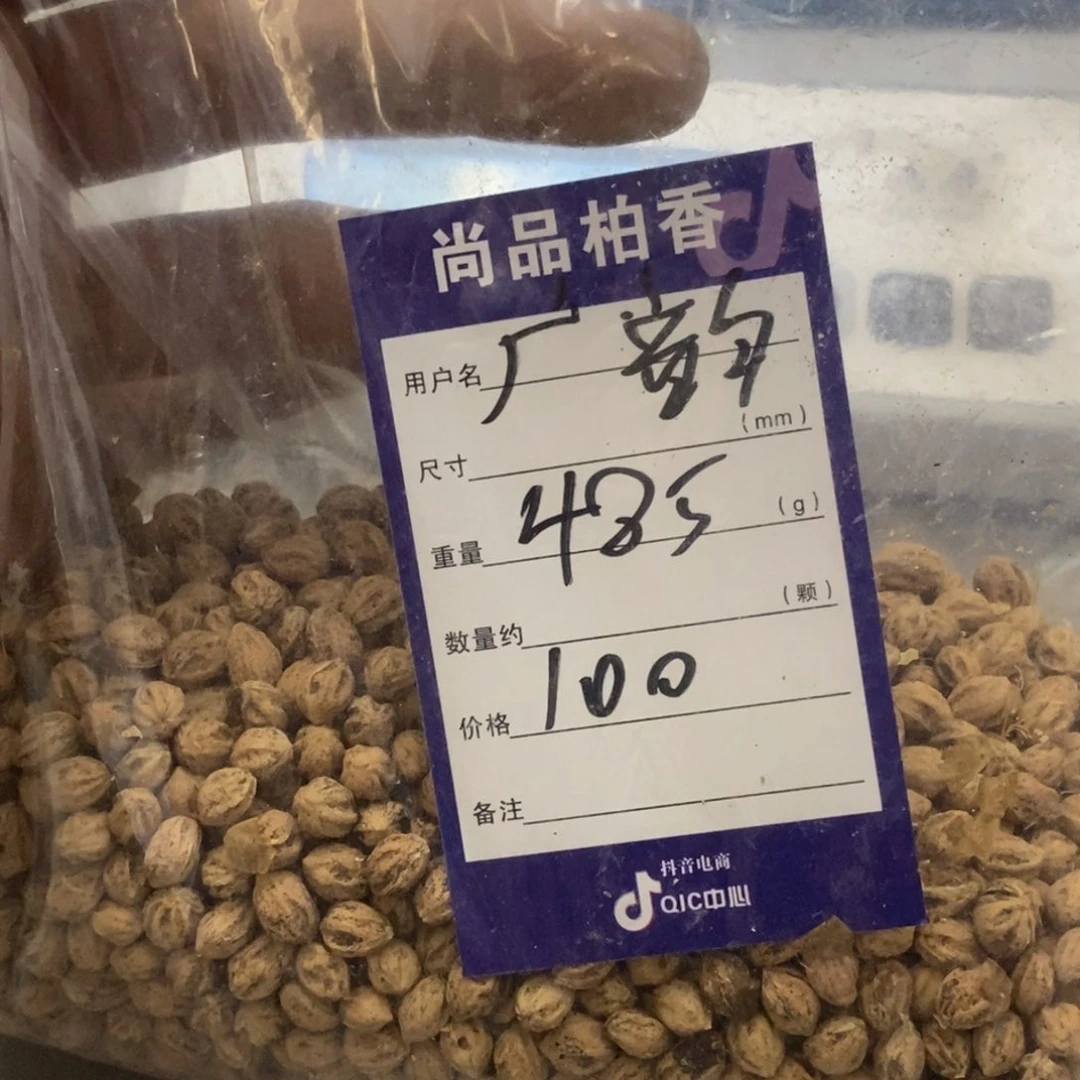 尚品柏香
用户名 广韵
(mm)
尺寸
重量 485 (g)
数量约 (颗)
价格 100
备注
抖音电商
QIC中心